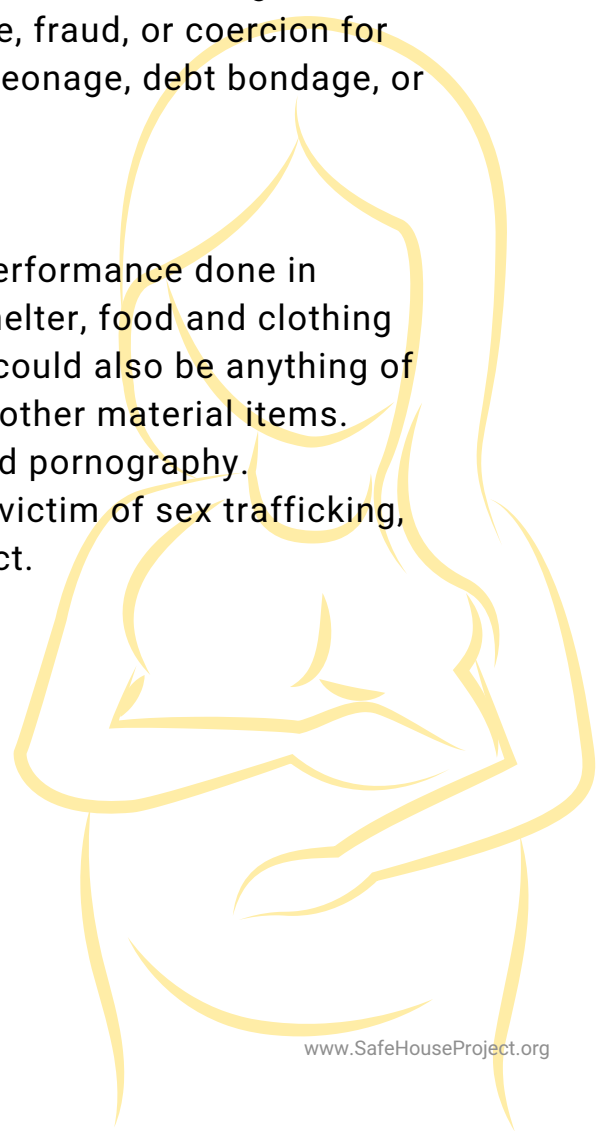 e, fraud, or coercion for
eonage, debt bondage, or
erformance done in
helter, food and clothing
could also be anything of
other material items.
d pornography.
victim of sex trafficking,
ct.
www.SafeHouseProject.org